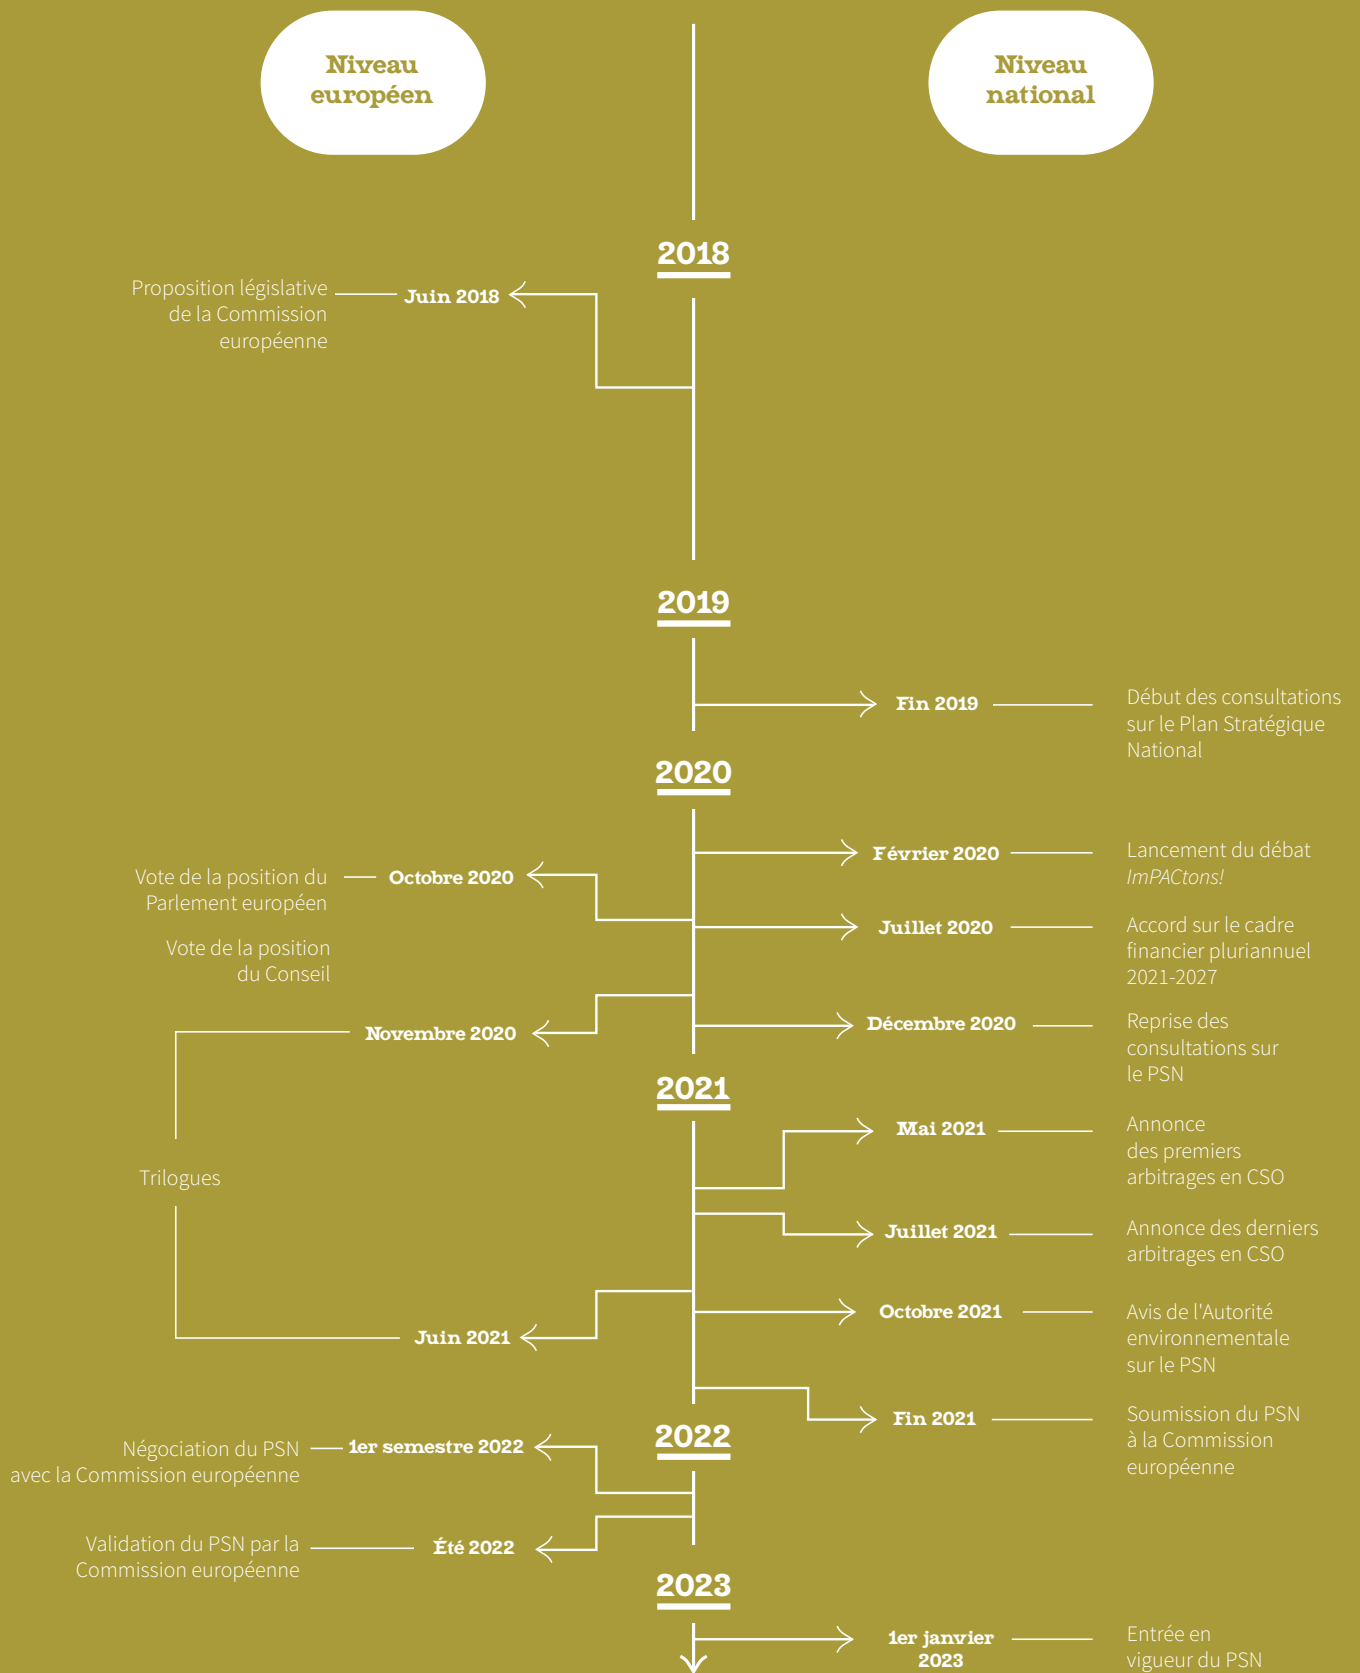 Niveau
européen
Niveau
national
2018
Proposition législative
de la Commission
européenne
Juin 2018
2019
Fin 2019
Début des consultations
sur le Plan Stratégique
National
2020
Février 2020
Lancement du débat
ImPACtons!
Vote de la position du
Parlement européen
Octobre 2020
Vote de la position
du Conseil
Juillet 2020
Accord sur le cadre
financier pluriannuel
2021-2027
Novembre 2020
Décembre 2020
Reprise des
consultations sur
le PSN
2021
Mai 2021
Annonce
des premiers
arbitrages en CSO
Trilogues
Juillet 2021
Annonce des derniers
arbitrages en CSO
Juin 2021
Octobre 2021
Avis de l'Autorité
environnementale
sur le PSN
Fin 2021
Soumission du PSN
à la Commission
européenne
2022
Négociation du PSN
avec la Commission européenne
1er semestre 2022
Validation du PSN par la
Commission européenne
Été 2022
2023
1er janvier
2023
Entrée en
vigueur du PSN